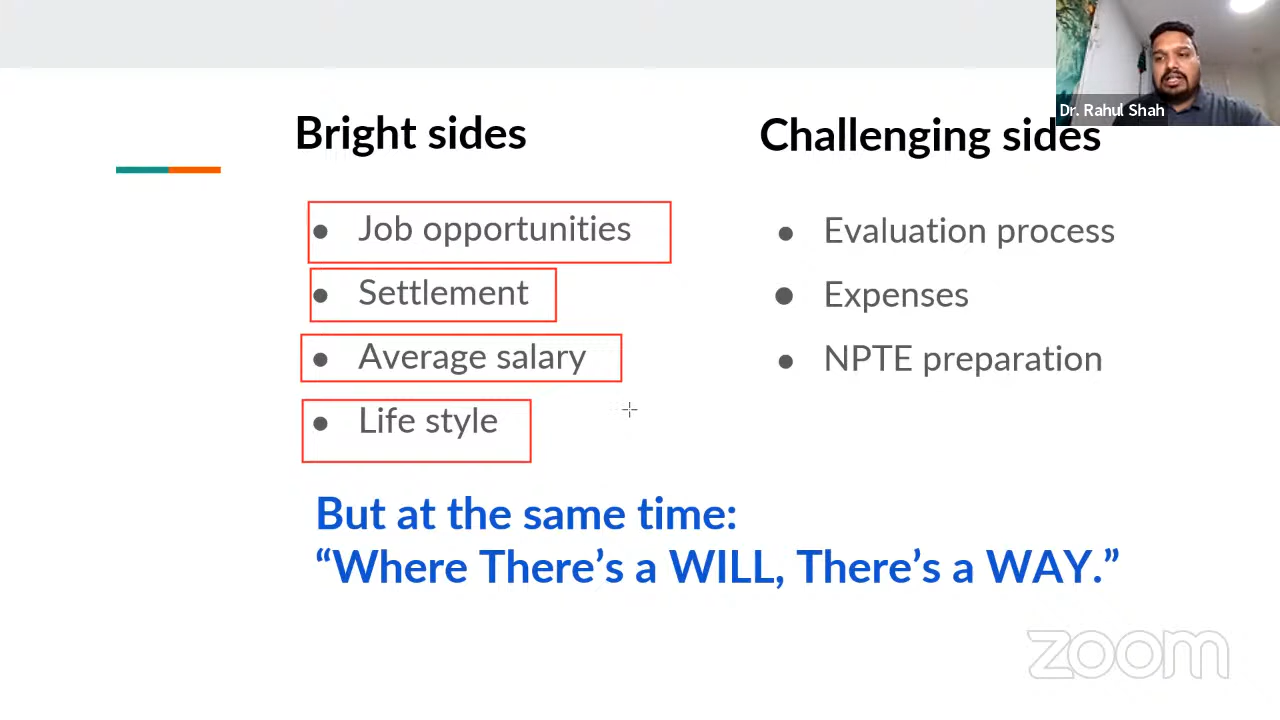 Dr. Rahul Shah
Bright sides
Challenging sides
● Job opportunities
● Settlement
● Average salary
● Life style
● Evaluation process
● Expenses
● NPTE preparation
But at the same time:
“Where There’s a WILL, There’s a WAY.”
zoom